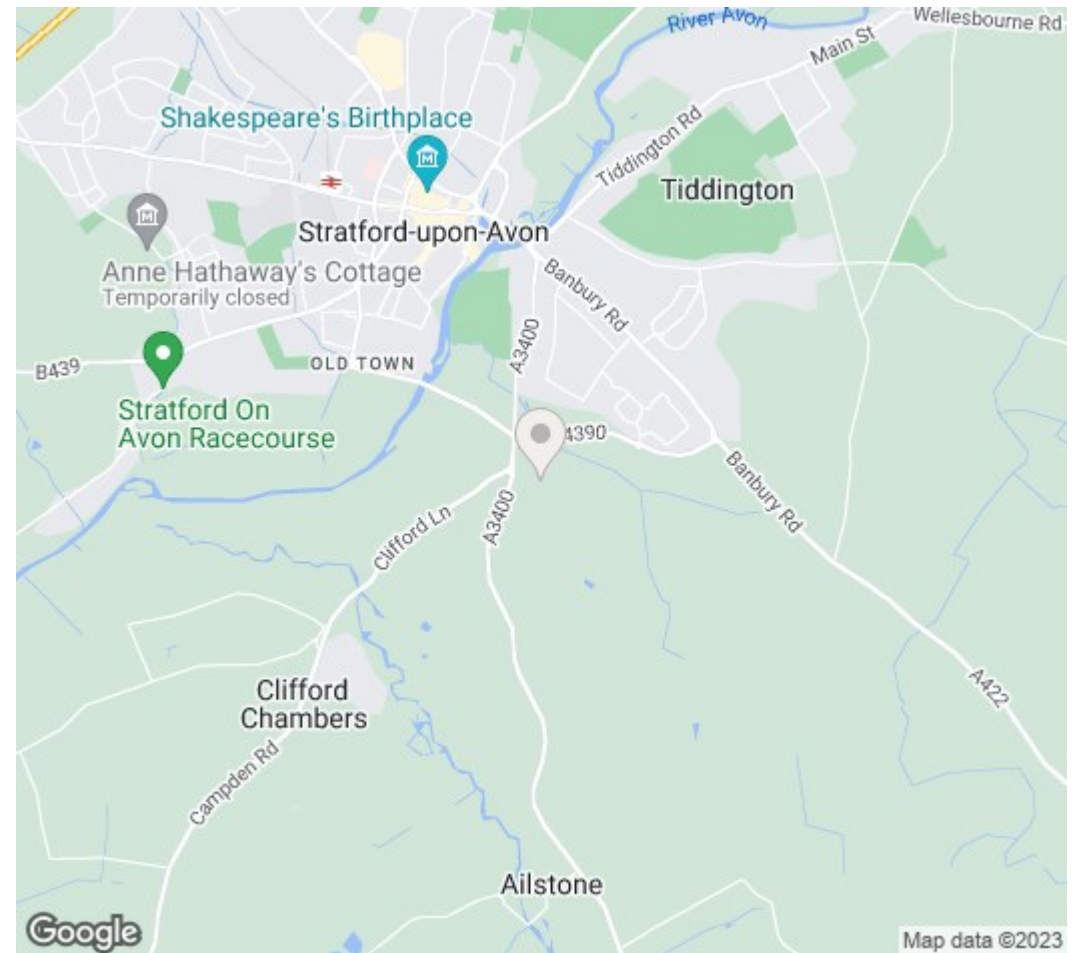 River Avon
Wellesbourne Rd
Main St
Shakespeare's Birthplace
Tiddington Rd
Tiddington
Stratford-upon-Avon
Anne Hathaway's Cottage
Temporarily closed
Banbury Rd
A3400
B439
OLD TOWN
Stratford On
Avon Racecourse
4390
Banbury Rd
A3400
Clifford Ln
Clifford
Chambers
A422
Campden Rd
Ailstone
Google
Map data ©2023